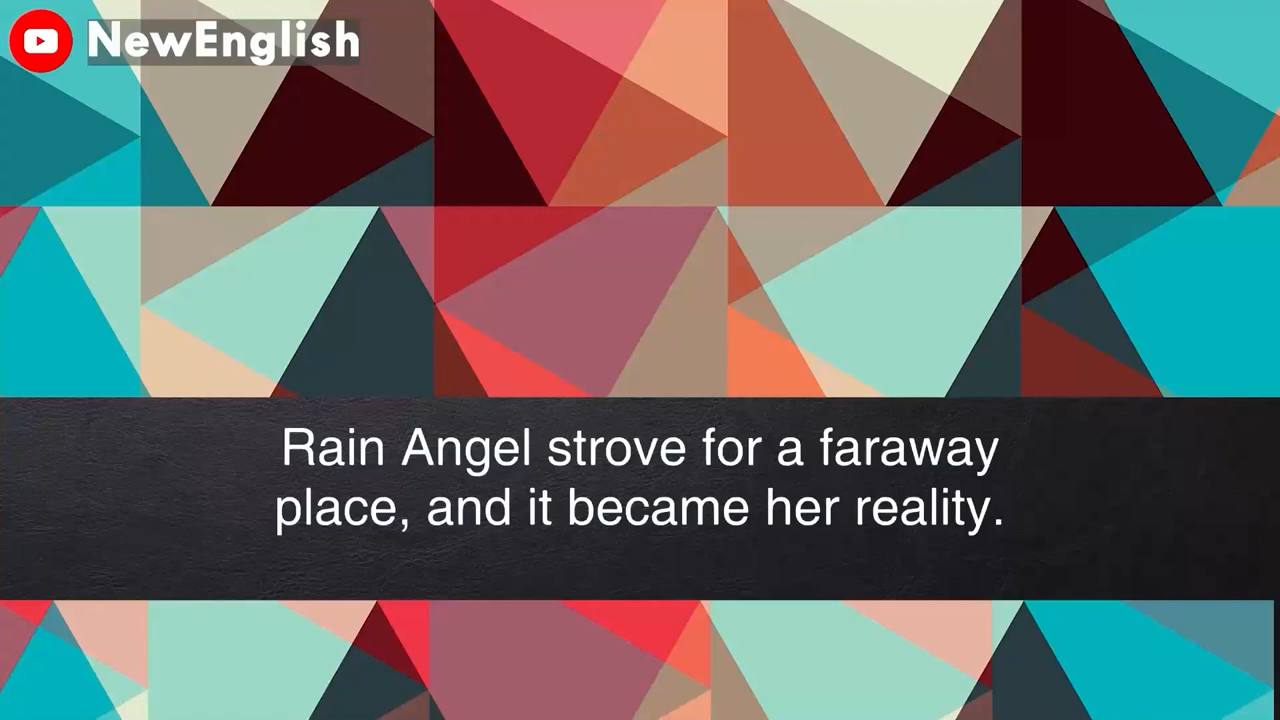 NewEnglish
Rain Angel strove for a faraway
place, and it became her reality.